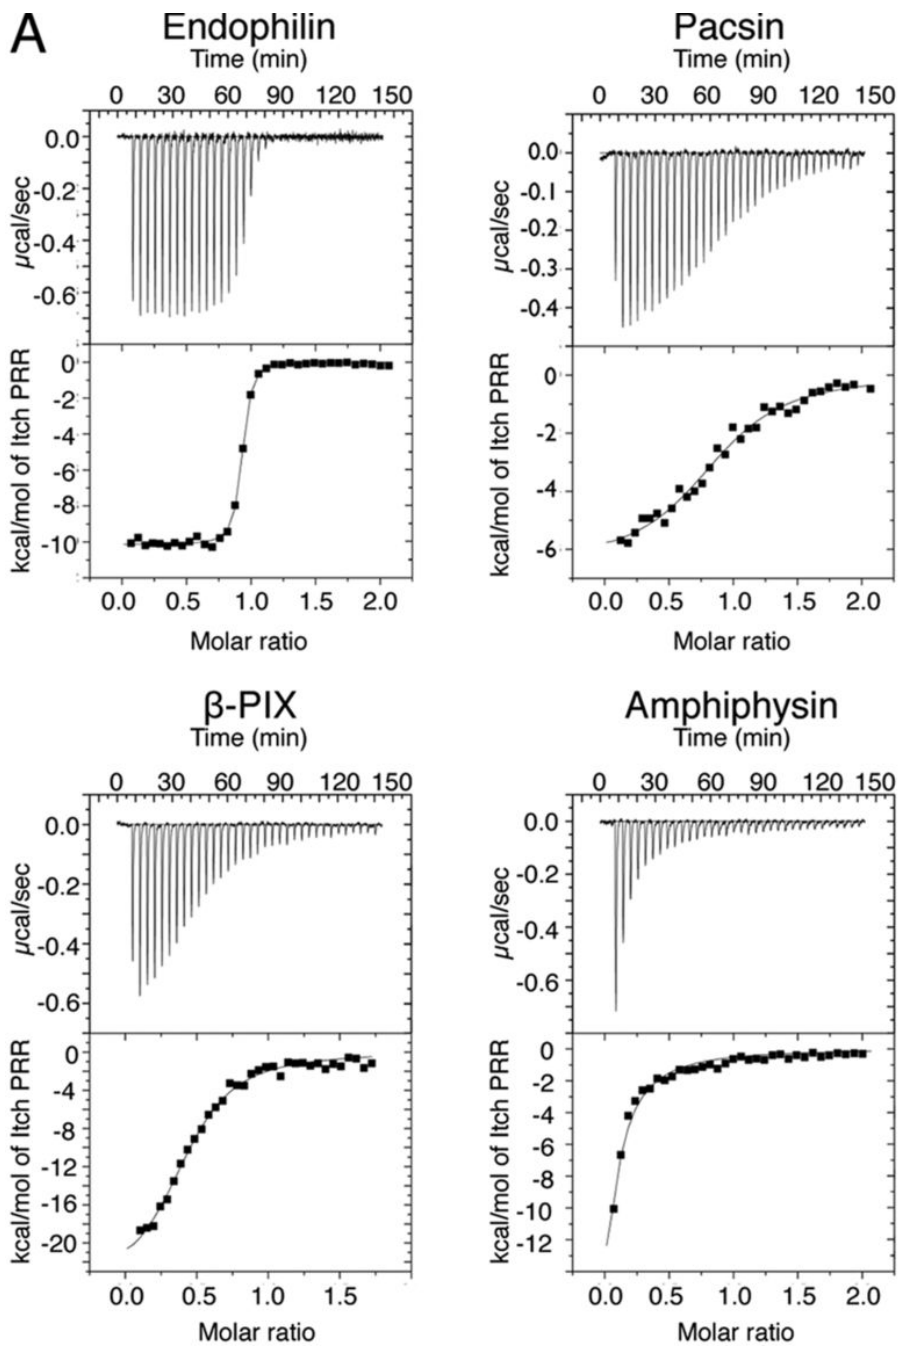 A
Endophilin
Time (min)
0 30 60 90 120 150
0.0
-0.2
-0.4
-0.6
µcal/sec
0
-2
-4
-6
-8
-10
kcal/mol of Itch PRR
0.0 0.5 1.0 1.5 2.0
Molar ratio
Pacsin
Time (min)
0 30 60 90 120 150
0.0
-0.1
-0.2
-0.3
-0.4
µcal/sec
0
-2
-4
-6
kcal/mol of Itch PRR
0.0 0.5 1.0 1.5 2.0
Molar ratio
β-PIX
Time (min)
0 30 60 90 120 150
0.0
-0.2
-0.4
-0.6
µcal/sec
0
-4
-8
-12
-16
-20
kcal/mol of Itch PRR
0.0 0.5 1.0 1.5
Molar ratio
Amphiphysin
Time (min)
0 30 60 90 120 150
0.0
-0.2
-0.4
-0.6
µcal/sec
0
-2
-4
-6
-8
-10
-12
kcal/mol of Itch PRR
0.0 0.5 1.0 1.5 2.0
Molar ratio